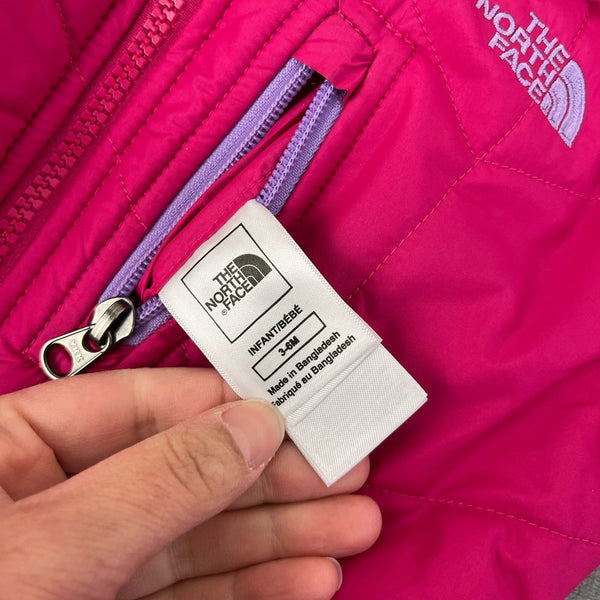 THE
NORTH
FACE
THE
NORTH
FACE
®
INFANT/BÉBÉ
3-6M
Made in Bangladesh
Fabriqué au Bangladesh